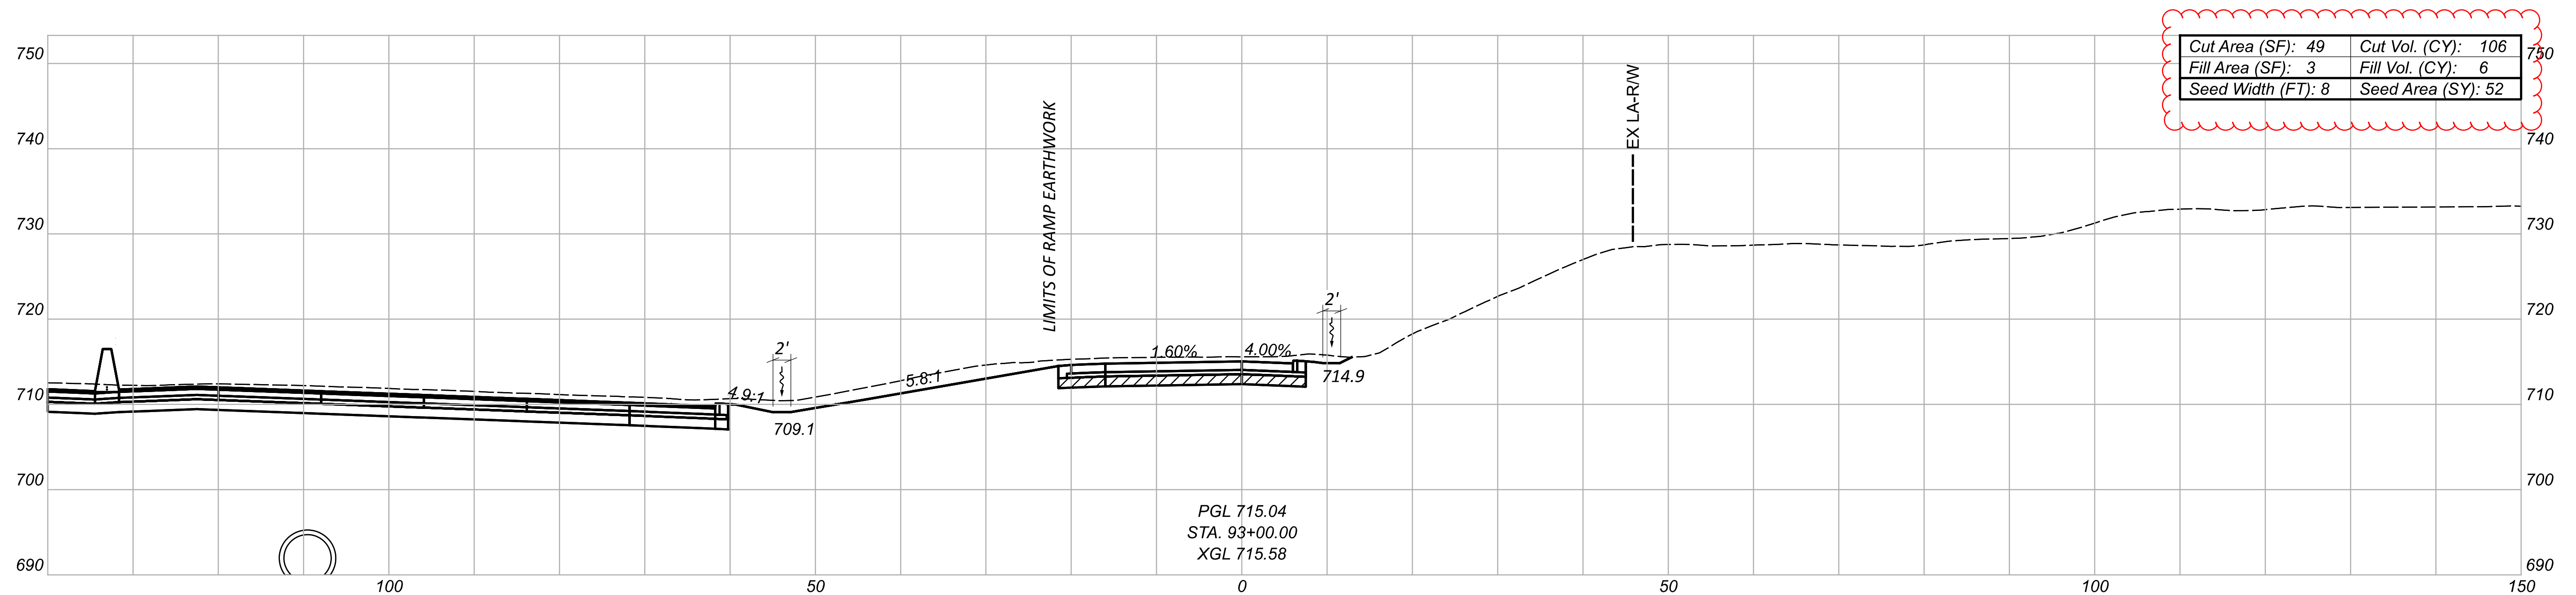 Cut Area (SF): 49 Cut Vol. (CY): 106
Fill Area (SF): 3 Fill Vol. (CY): 6
Seed Width (FT): 8 Seed Area (SY): 52
750 750
740 740
730 730
720 720
710 710
700 700
690 690
LIMITS OF RAMP EARTHWORK
EX LA-R/W
2'
2'
1.60% 4.00%
714.9
5.8:1
4.9:1
709.1
PGL 715.04
STA. 93+00.00
XGL 715.58
100 50 0 50 100 150